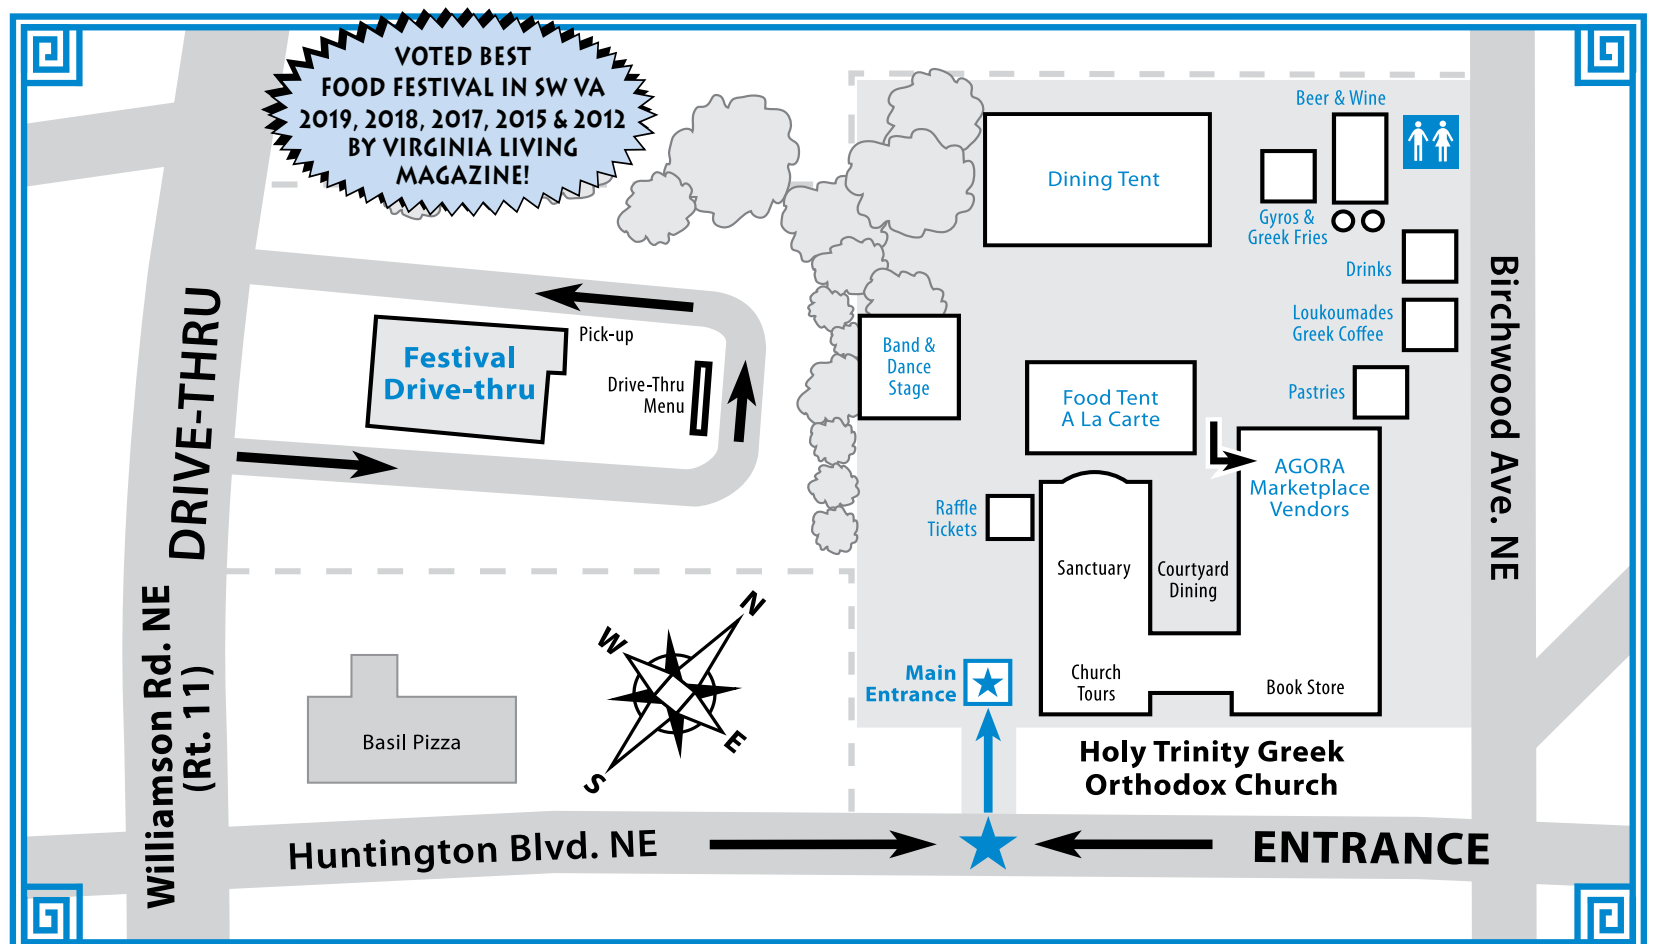 VOTED BEST
FOOD FESTIVAL IN SW VA
2019, 2018, 2017, 2015 & 2012
BY VIRGINIA LIVING
MAGAZINE!
Beer & Wine
Dining Tent
Gyros &
Greek Fries
Drinks
Loukoumades
Greek Coffee
Pastries
Birchwood Ave. NE
DRIVE-THRU
Pick-up
Festival
Drive-thru
Drive-Thru
Menu
Band &
Dance
Stage
Food Tent
A La Carte
AGORA
Marketplace
Vendors
Raffle
Tickets
Sanctuary
Courtyard
Dining
Williamson Rd. NE
(Rt. 11)
N
W
E
S
Main
Entrance
Church
Tours
Book Store
Basil Pizza
Holy Trinity Greek
Orthodox Church
Huntington Blvd. NE
ENTRANCE